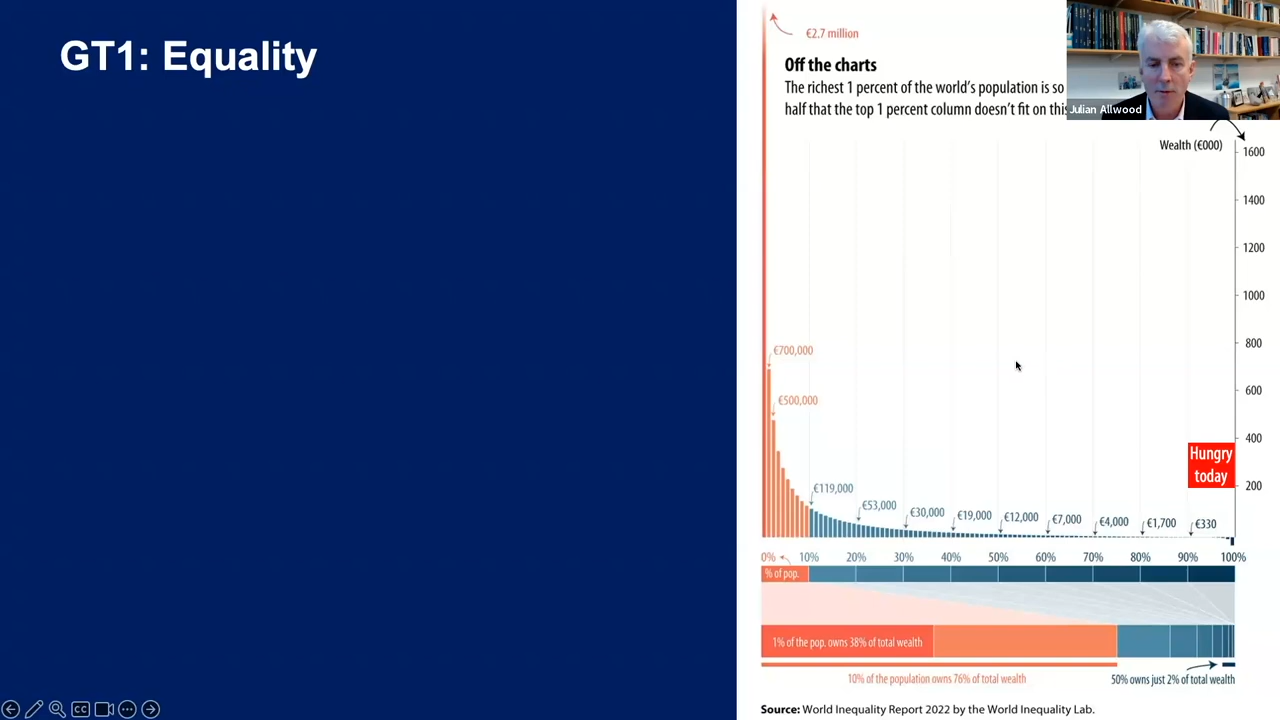 GT1: Equality
€2.7 million
Off the charts
The richest 1 percent of the world's population is so
half that the top 1 percent column doesn't fit on this
Julian Allwood
Wealth (€000)
1600
1400
1200
1000
800
600
400
200
€700,000
€500,000
Hungry
today
€119,000
€53,000
€30,000
€19,000
€12,000
€7,000
€4,000
€1,700
€330
0% 10% 20% 30% 40% 50% 60% 70% 80% 90% 100%
% of pop.
1% of the pop. owns 38% of total wealth
10% of the population owns 76% of total wealth
50% owns just 2% of total wealth
Source: World Inequality Report 2022 by the World Inequality Lab.
CC